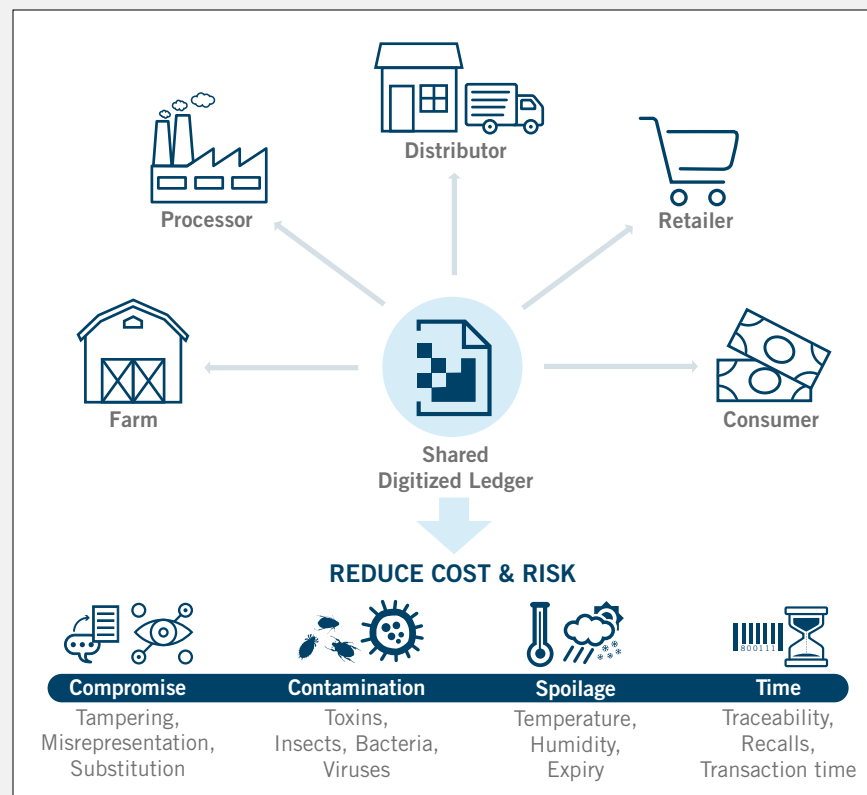 Distributor
Processor
Retailer
Farm
Consumer
Shared
Digitized Ledger
REDUCE COST & RISK
800111
Compromise
Contamination
Spoilage
Time
Tampering,
Misrepresentation,
Substitution
Toxins,
Insects, Bacteria,
Viruses
Temperature,
Humidity,
Expiry
Traceability,
Recalls,
Transaction time